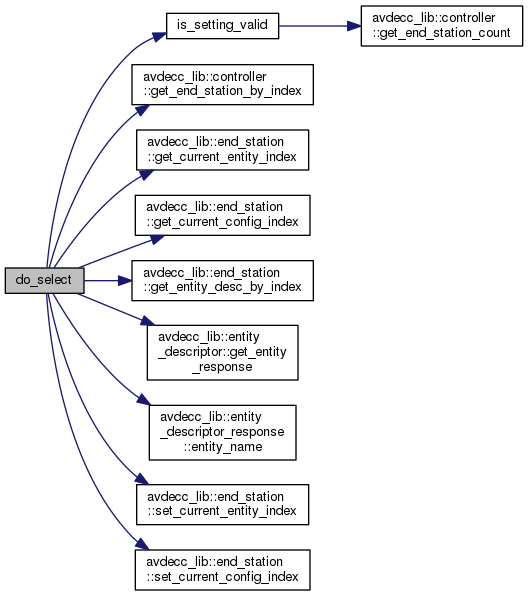 is_setting_valid
avdecc_lib::controller
::get_end_station_count
avdecc_lib::controller
::get_end_station_by_index
avdecc_lib::end_station
::get_current_entity_index
avdecc_lib::end_station
::get_current_config_index
do_select
avdecc_lib::end_station
::get_entity_desc_by_index
avdecc_lib::entity
_descriptor::get_entity
_response
avdecc_lib::entity
_descriptor_response
::entity_name
avdecc_lib::end_station
::set_current_entity_index
avdecc_lib::end_station
::set_current_config_index